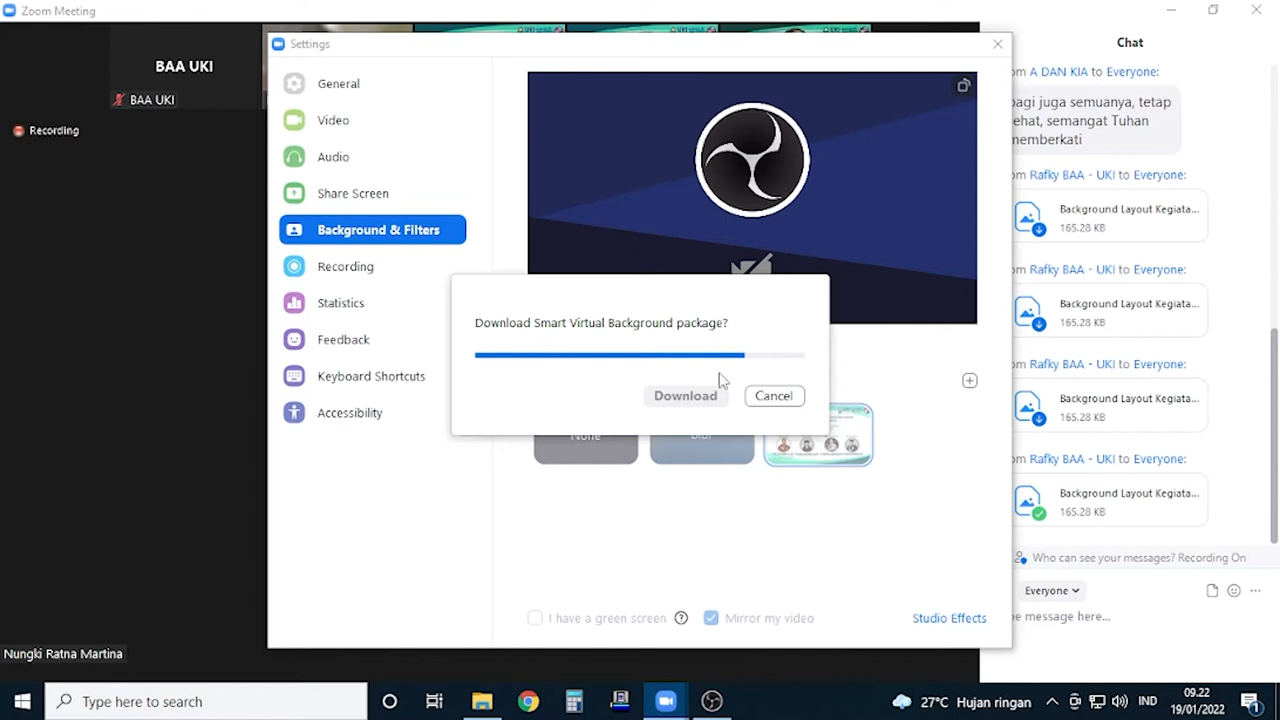 Zoom Meeting
BAA UKI
BAA UKI
Recording
Nungki Ratna Martina
Settings
General
Video
Audio
Share Screen
Background & Filters
Recording
Statistics
Feedback
Keyboard Shortcuts
Accessibility
Download Smart Virtual Background package?
Download
Cancel
None
Blur
I have a green screen
?
Mirror my video
Studio Effects
Chat
om A DAN KIA to Everyone:
pagi juga semuanya, tetap
sehat, semangat Tuhan
memberkati
om Rafky BAA - UKI to Everyone:
Background Layout Kegiata...
165.28 KB
om Rafky BAA - UKI to Everyone:
Background Layout Kegiata...
165.28 KB
om Rafky BAA - UKI to Everyone:
Background Layout Kegiata...
165.28 KB
om Rafky BAA - UKI to Everyone:
Background Layout Kegiata...
165.28 KB
Who can see your messages? Recording On
Everyone
pe message here...
Type here to search
27°C Hujan ringan
IND
09.22
19/01/2022
1